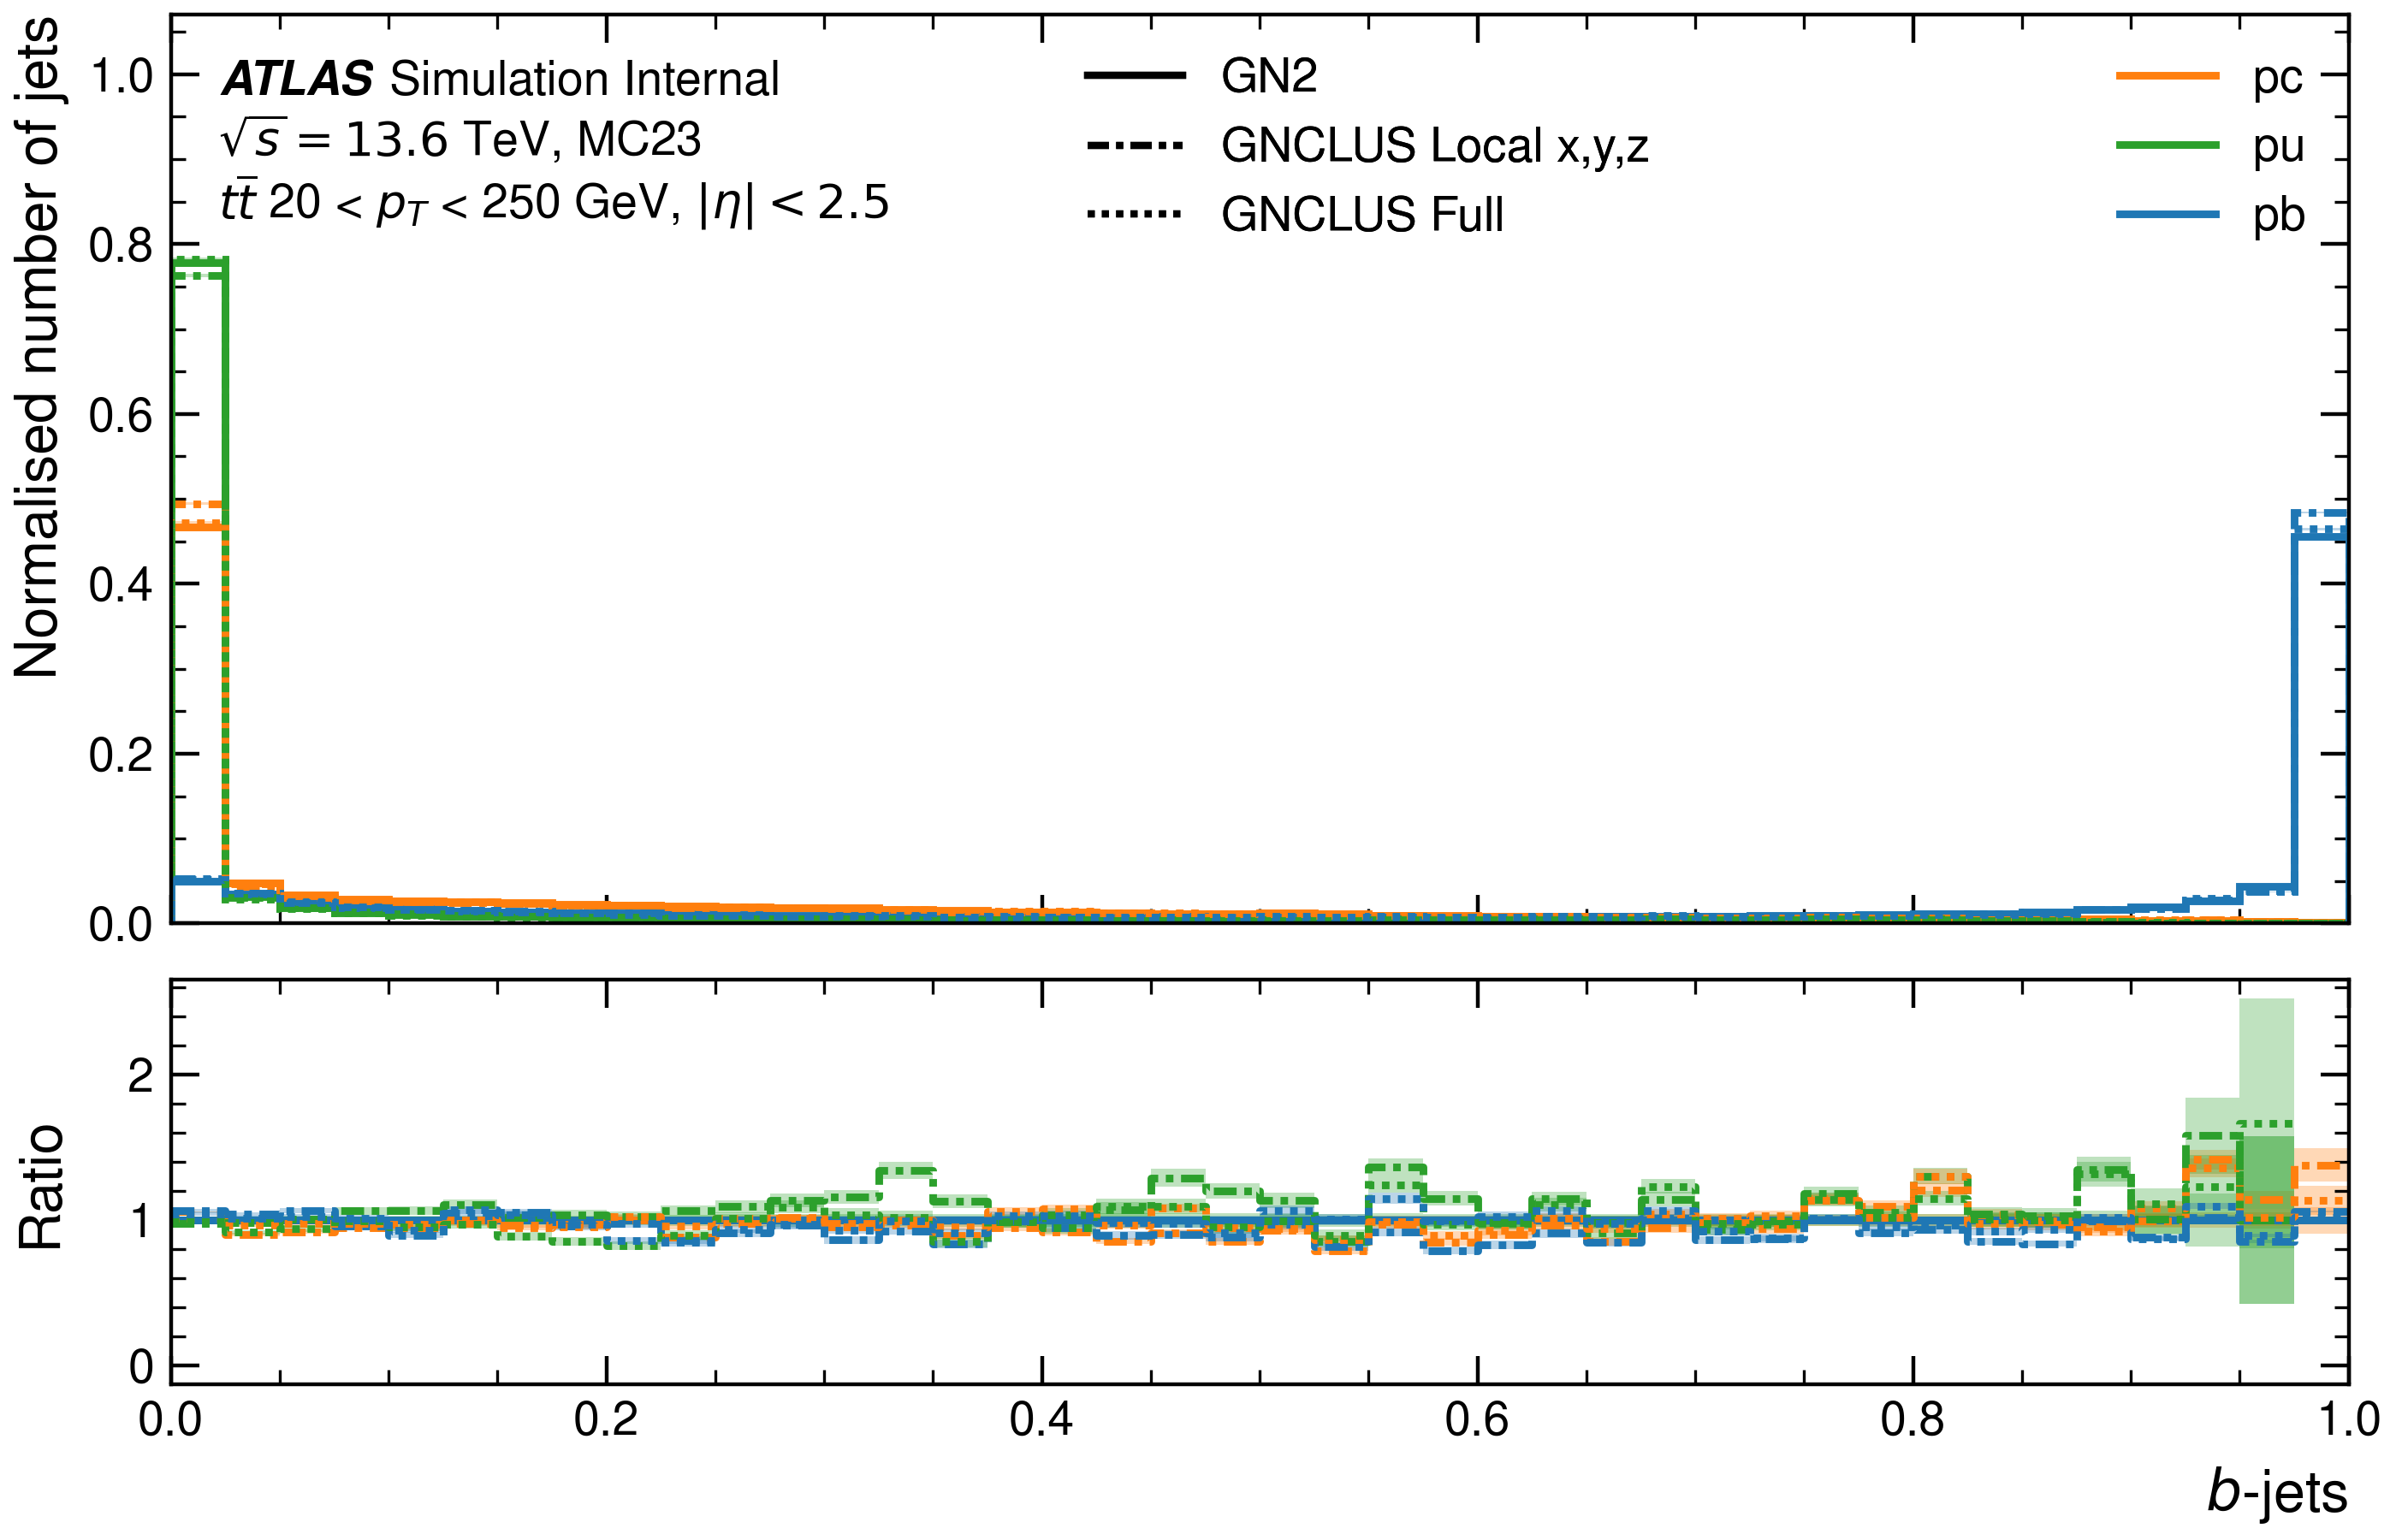 Normalised number of jets
1.0
0.8
0.6
0.4
0.2
0.0
ATLAS Simulation Internal
√s = 13.6 TeV, MC23
tt̄ 20 < p_T < 250 GeV, |η| < 2.5
GN2
GNCLUS Local x,y,z
GNCLUS Full
pc
pu
pb
Ratio
2
1
0
0.0 0.2 0.4 0.6 0.8 1.0
b-jets